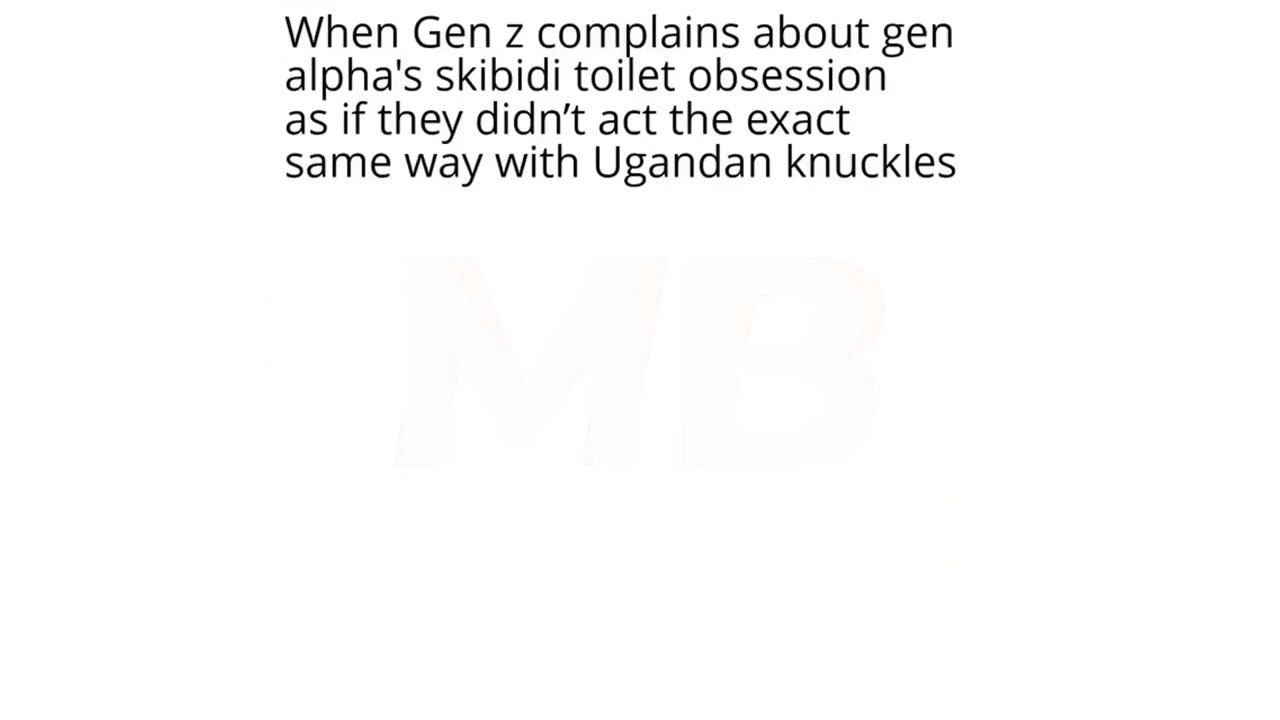 When Gen z complains about gen
alpha's skibidi toilet obsession
as if they didn’t act the exact
same way with Ugandan knuckles
MB